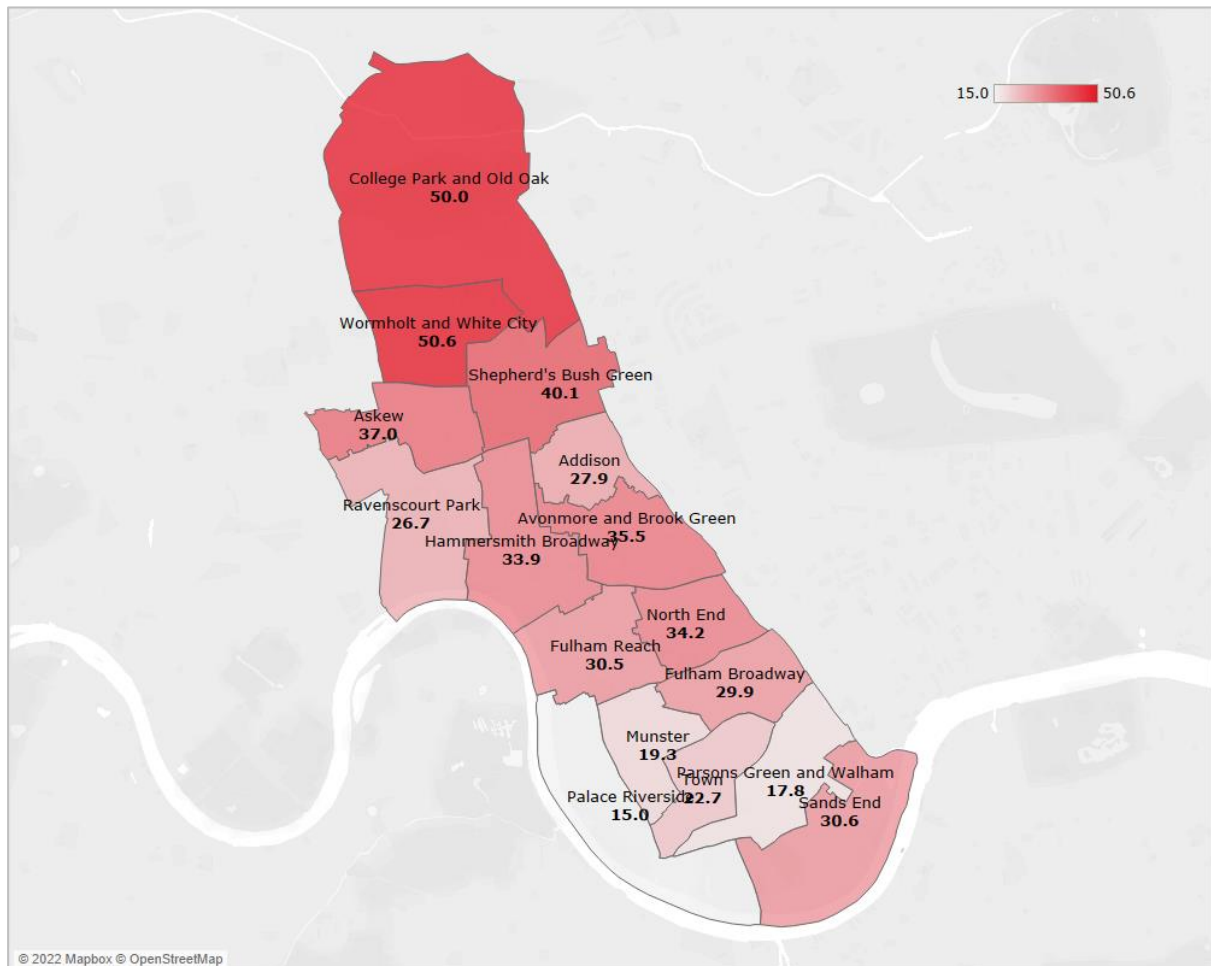 15.0 50.6
College Park and Old Oak
50.0
Wormholt and White City
50.6
Shepherd's Bush Green
40.1
Askew
37.0
Addison
27.9
Ravenscourt Park
26.7
Avonmore and Brook Green
35.5
Hammersmith Broadway
33.9
North End
34.2
Fulham Reach
30.5
Fulham Broadway
29.9
Munster
19.3
Parsons Green and Walham
17.8
Town
22.7
Palace Riverside
15.0
Sands End
30.6
© 2022 Mapbox © OpenStreetMap